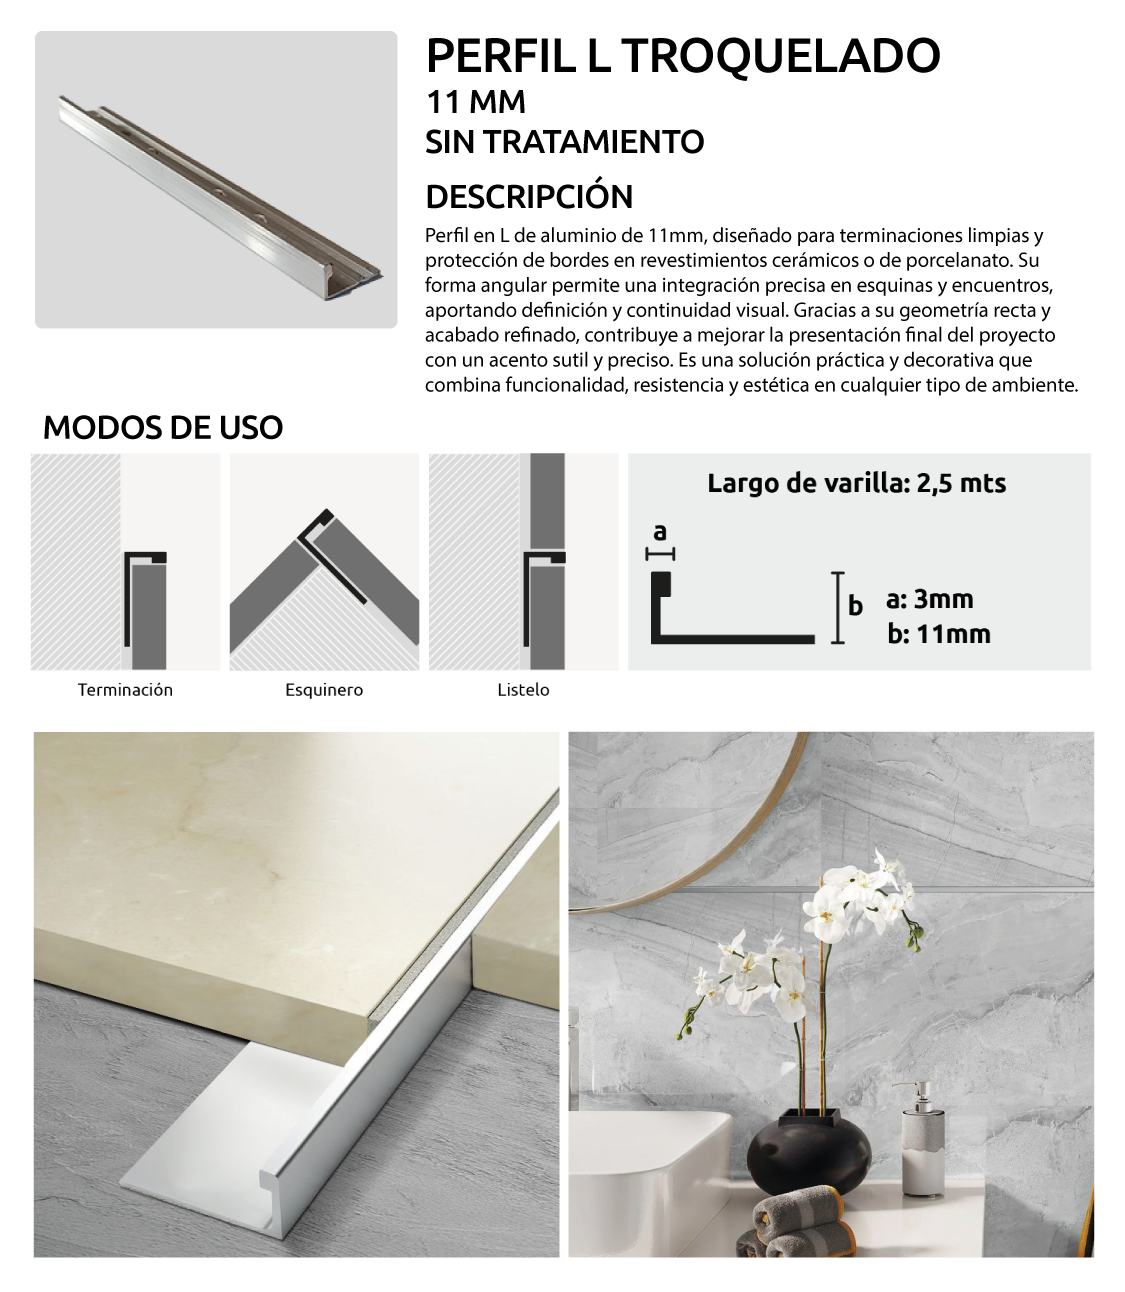 PERFIL L TROQUELADO
11 MM
SIN TRATAMIENTO
DESCRIPCIÓN
Perfil en L de aluminio de 11mm, diseñado para terminaciones limpias y
protección de bordes en revestimientos cerámicos o de porcelanato. Su
forma angular permite una integración precisa en esquinas y encuentros,
aportando definición y continuidad visual. Gracias a su geometría recta y
acabado refinado, contribuye a mejorar la presentación final del proyecto
con un acento sutil y preciso. Es una solución práctica y decorativa que
combina funcionalidad, resistencia y estética en cualquier tipo de ambiente.
MODOS DE USO
Terminación
Esquinero
Listelo
Largo de varilla: 2,5 mts
a
b
a: 3mm
b: 11mm